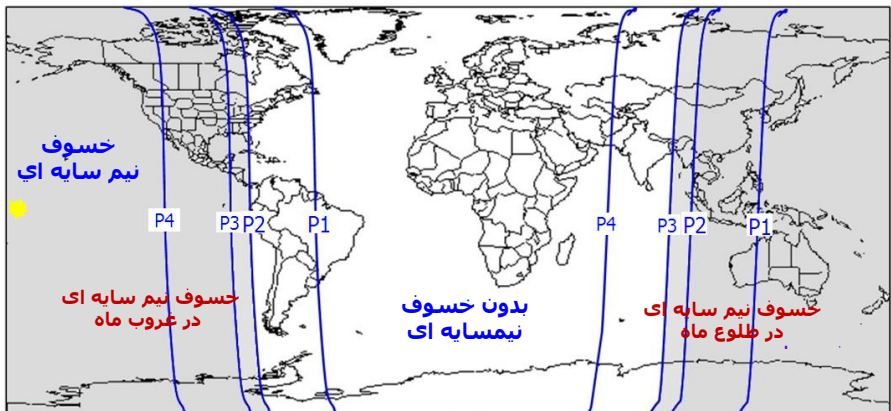 خسوف
نیم سایه اي
P4
P3
P2
P1
P4
P3
P2
P1
خسوف نیم سایه ای
در غروب ماه
بدون خسوف
نیمسایه ای
خسوف نیم سایه ای
در طلوع ماه